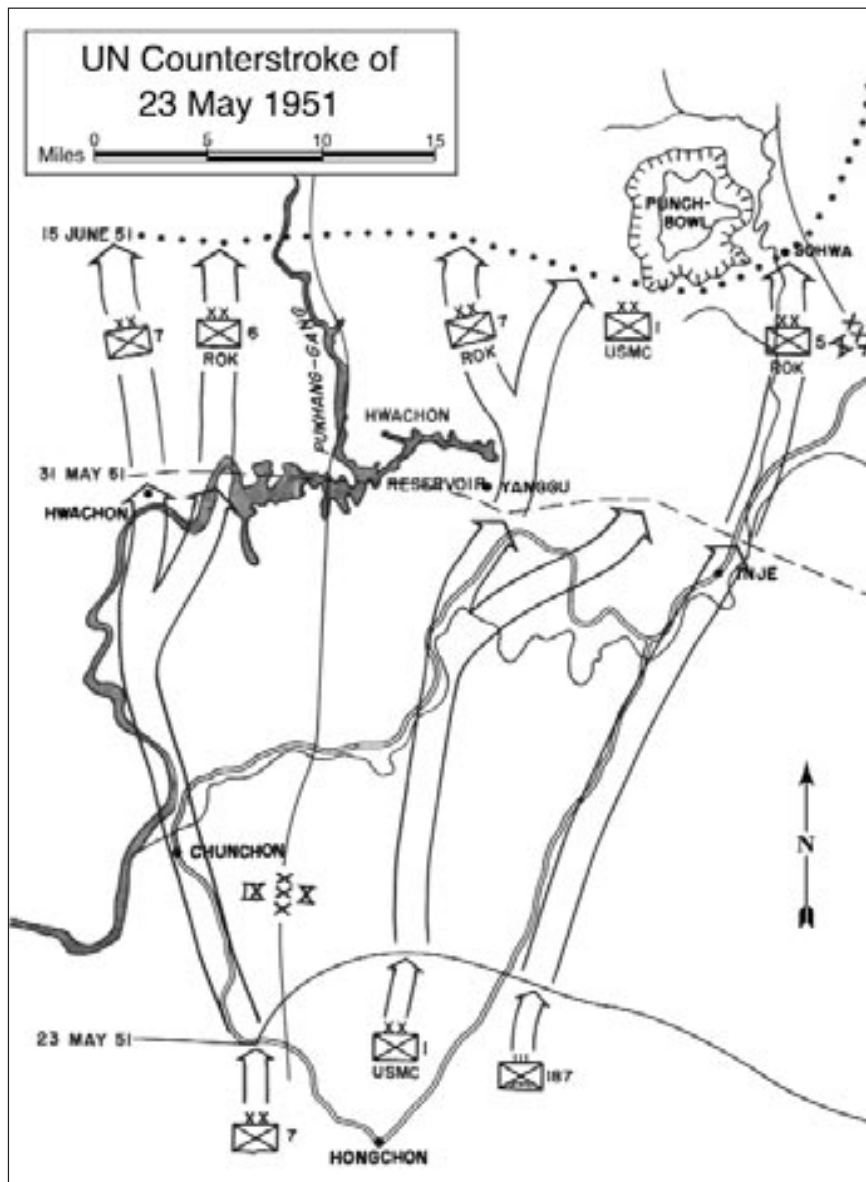 UN Counterstroke of
23 May 1951
0 5 10 15
Miles
PUNCH-
BOWL
15 JUNE 51
SOHWA
XX
7
XX
6
ROK
XX
7
ROK
XX
1
USMC
XX
5
ROK
PUKHANG-GANG
HWACHON
31 MAY 51
RESERVOIR
YANGGU
HWACHON
INJE
N
CHUNCHON
IX
XXX
X
23 MAY 51
XX
1
USMC
III
187
XX
7
HONGCHON